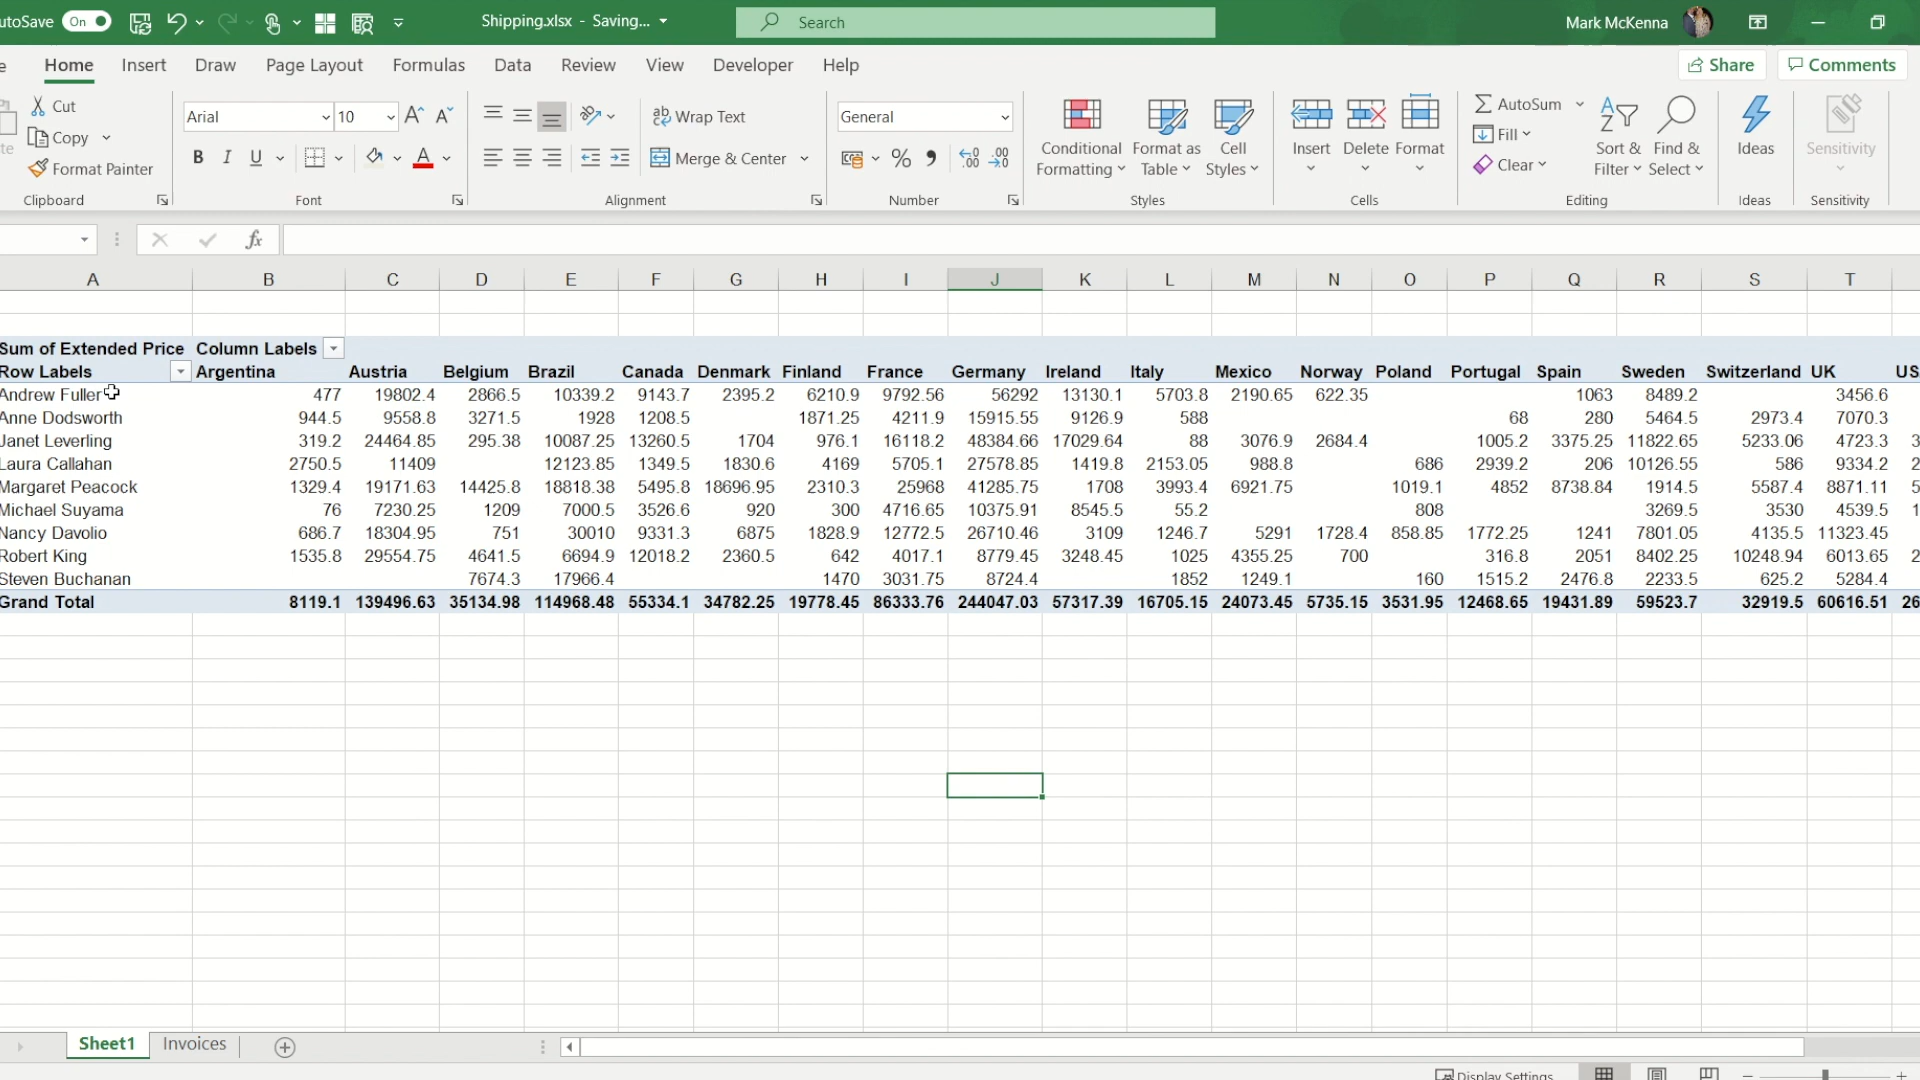 utoSave On Shipping.xlsx - Saving... Search Mark McKenna
Home Insert Draw Page Layout Formulas Data Review View Developer Help Share Comments
Cut
Copy
Format Painter
Clipboard
Arial 10
B I U
Font
Wrap Text
Merge & Center
Alignment
General
Number
Conditional Formatting
Format as Table
Cell Styles
Styles
Insert Delete Format
Cells
AutoSum
Fill
Clear
Sort & Filter
Find & Select
Editing
Ideas
Ideas
Sensitivity
Sensitivity
fx
A B C D E F G H I J K L M N O P Q R S T
Sum of Extended Price Column Labels
Row Labels Argentina Austria Belgium Brazil Canada Denmark Finland France Germany Ireland Italy Mexico Norway Poland Portugal Spain Sweden Switzerland UK US
Andrew Fuller 477 19802.4 2866.5 10339.2 9143.7 2395.2 6210.9 9792.56 56292 13130.1 5703.8 2190.65 622.35 1063 8489.2 3456.6
Anne Dodsworth 944.5 9558.8 3271.5 1928 1208.5 1871.25 4211.9 15915.55 9126.9 588 68 280 5464.5 2973.4 7070.3
Janet Leverling 319.2 24464.85 295.38 10087.25 13260.5 1704 976.1 16118.2 48384.66 17029.64 88 3076.9 2684.4 1005.2 3375.25 11822.65 5233.06 4723.3 3
Laura Callahan 2750.5 11409 12123.85 1349.5 1830.6 4169 5705.1 27578.85 1419.8 2153.05 988.8 686 2939.2 206 10126.55 586 9334.2 2
Margaret Peacock 1329.4 19171.63 14425.8 18818.38 5495.8 18696.95 2310.3 25968 41285.75 1708 3993.4 6921.75 1019.1 4852 8738.84 1914.5 5587.4 8871.11 5
Michael Suyama 76 7230.25 1209 7000.5 3526.6 920 300 4716.65 10375.91 8545.5 55.2 808 3269.5 3530 4539.5 1
Nancy Davolio 686.7 18304.95 751 30010 9331.3 6875 1828.9 12772.5 26710.46 3109 1246.7 5291 1728.4 858.85 1772.25 1241 7801.05 4135.5 11323.45
Robert King 1535.8 29554.75 4641.5 6694.9 12018.2 2360.5 642 4017.1 8779.45 3248.45 1025 4355.25 700 316.8 2051 8402.25 10248.94 6013.65 2
Steven Buchanan 7674.3 17966.4 1470 3031.75 8724.4 1852 1249.1 160 1515.2 2476.8 2233.5 625.2 5284.4
Grand Total 8119.1 139496.63 35134.98 114968.48 55334.1 34782.25 19778.45 86333.76 244047.03 57317.39 16705.15 24073.45 5735.15 3531.95 12468.65 19431.89 59523.7 32919.5 60616.51 26
Sheet1 Invoices
Display Settings